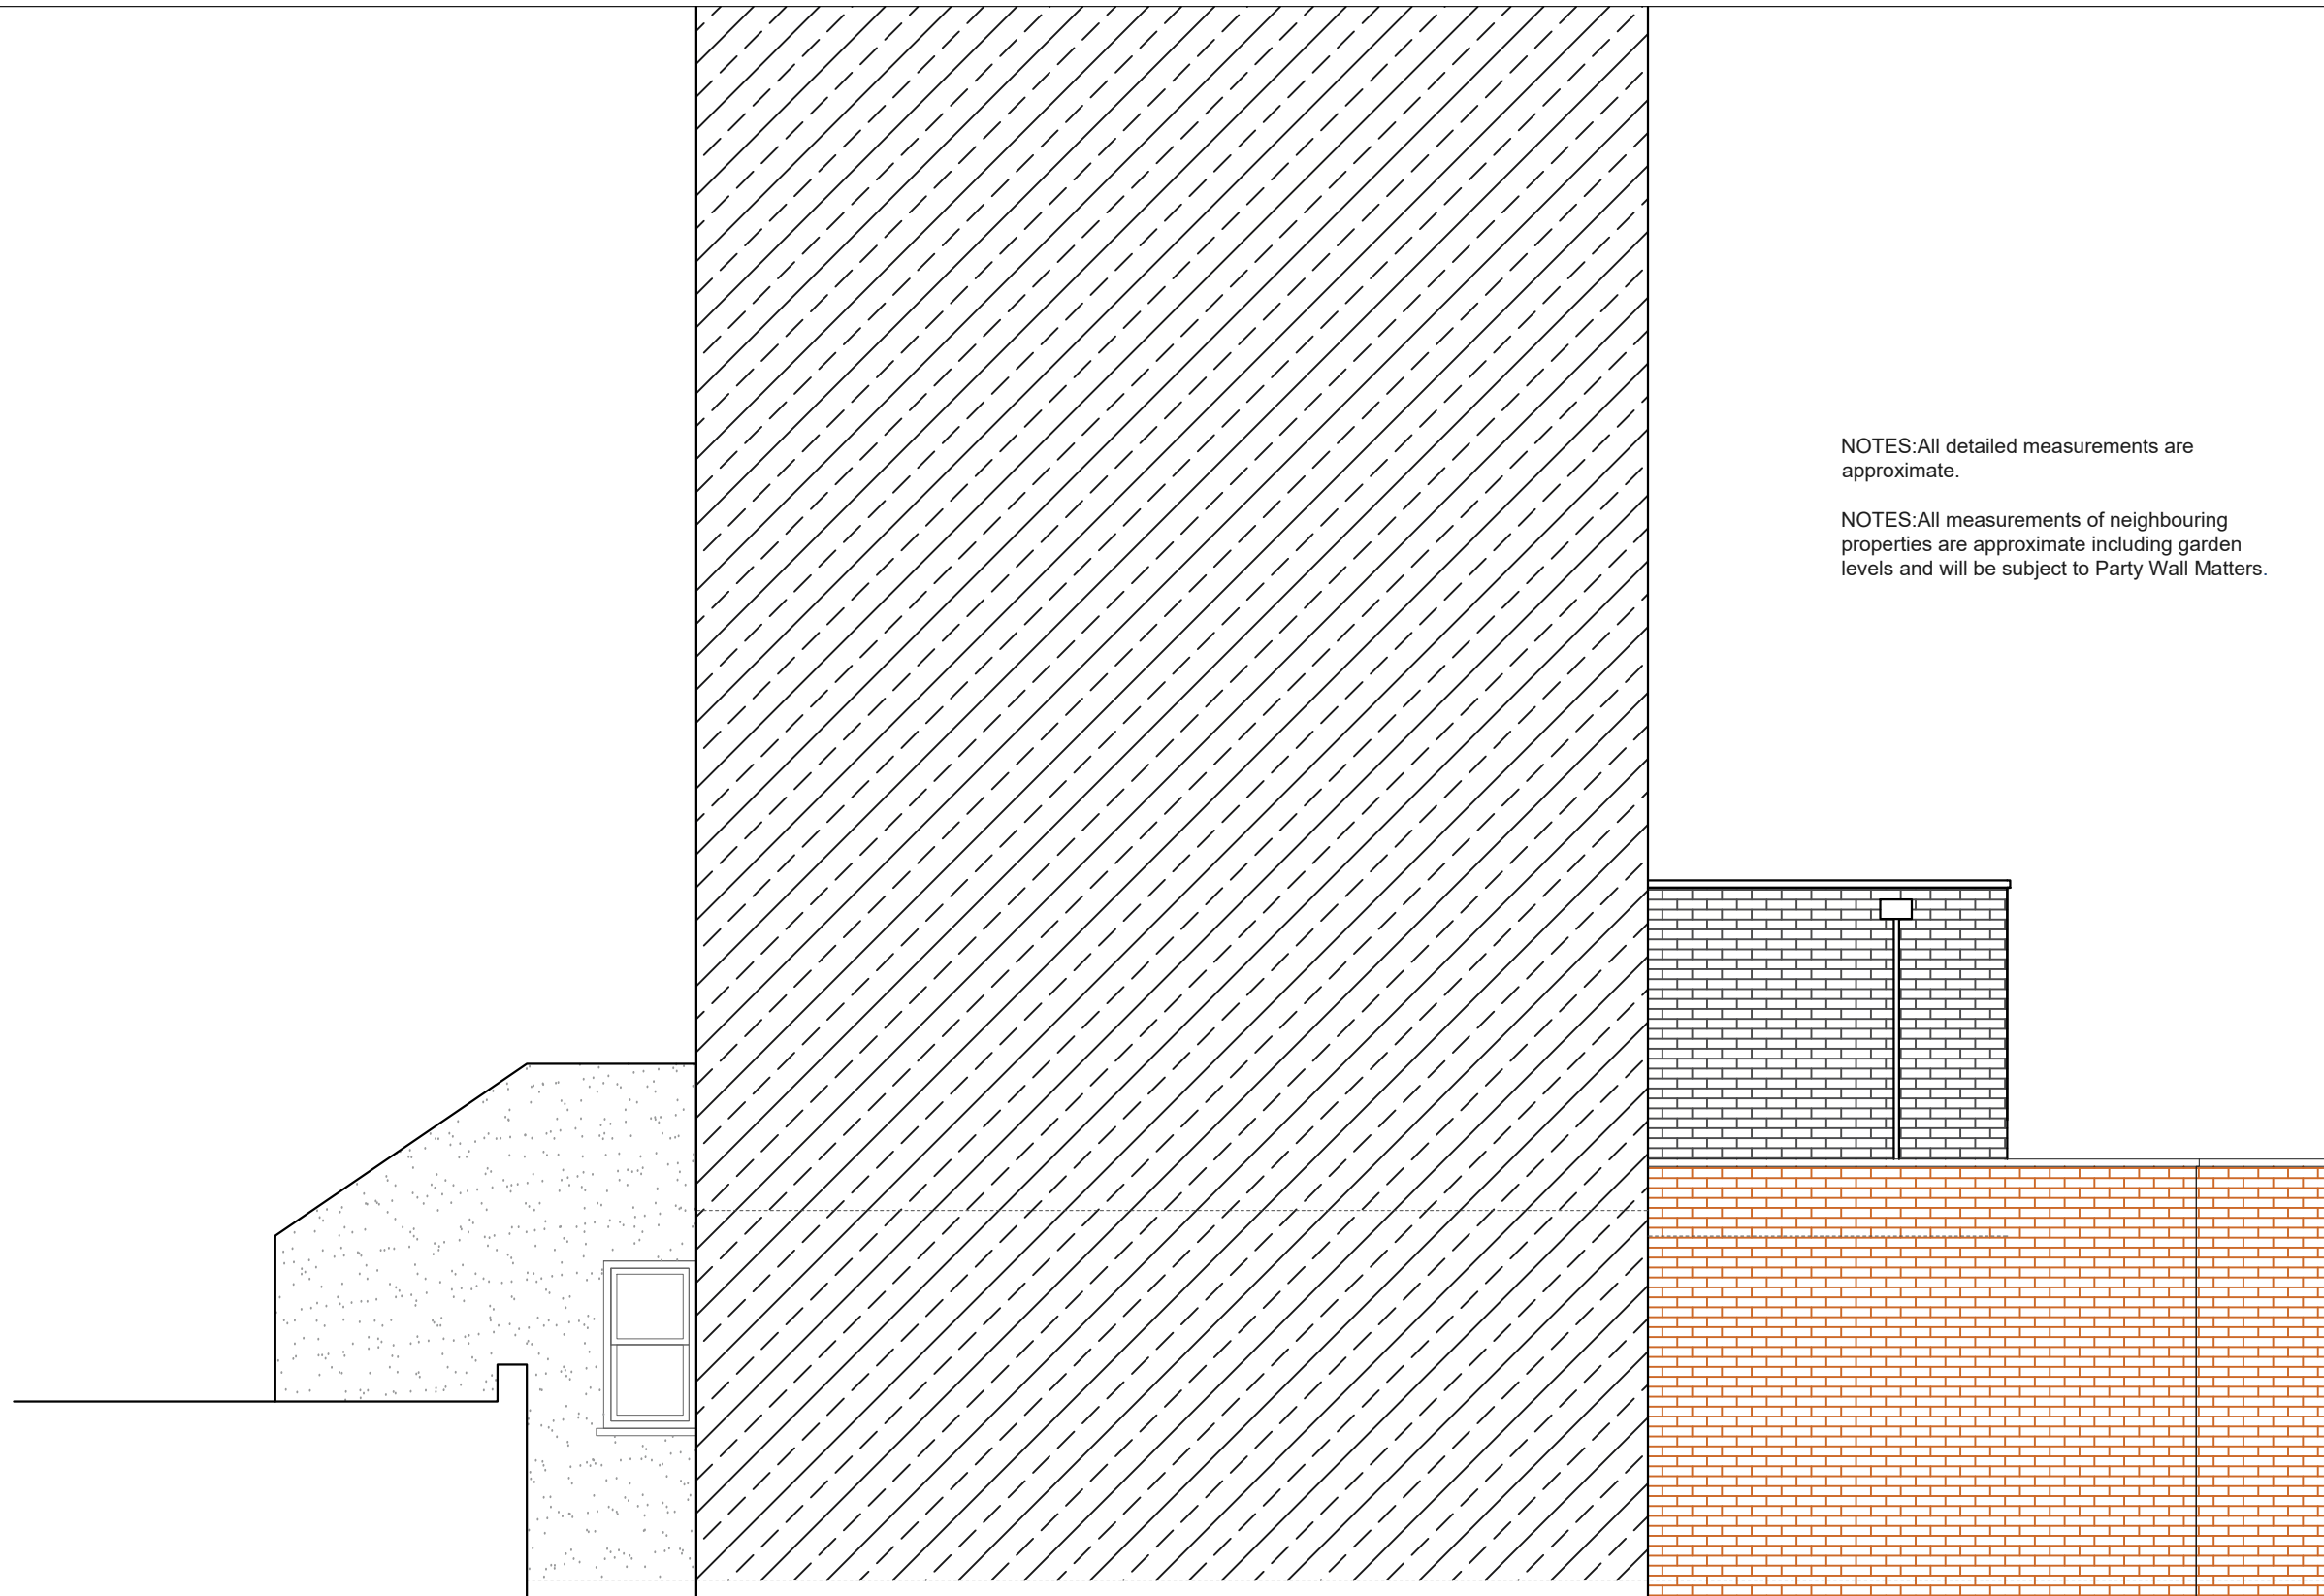 NOTES:All detailed measurements are
approximate.
NOTES:All measurements of neighbouring
properties are approximate including garden
levels and will be subject to Party Wall Matters.